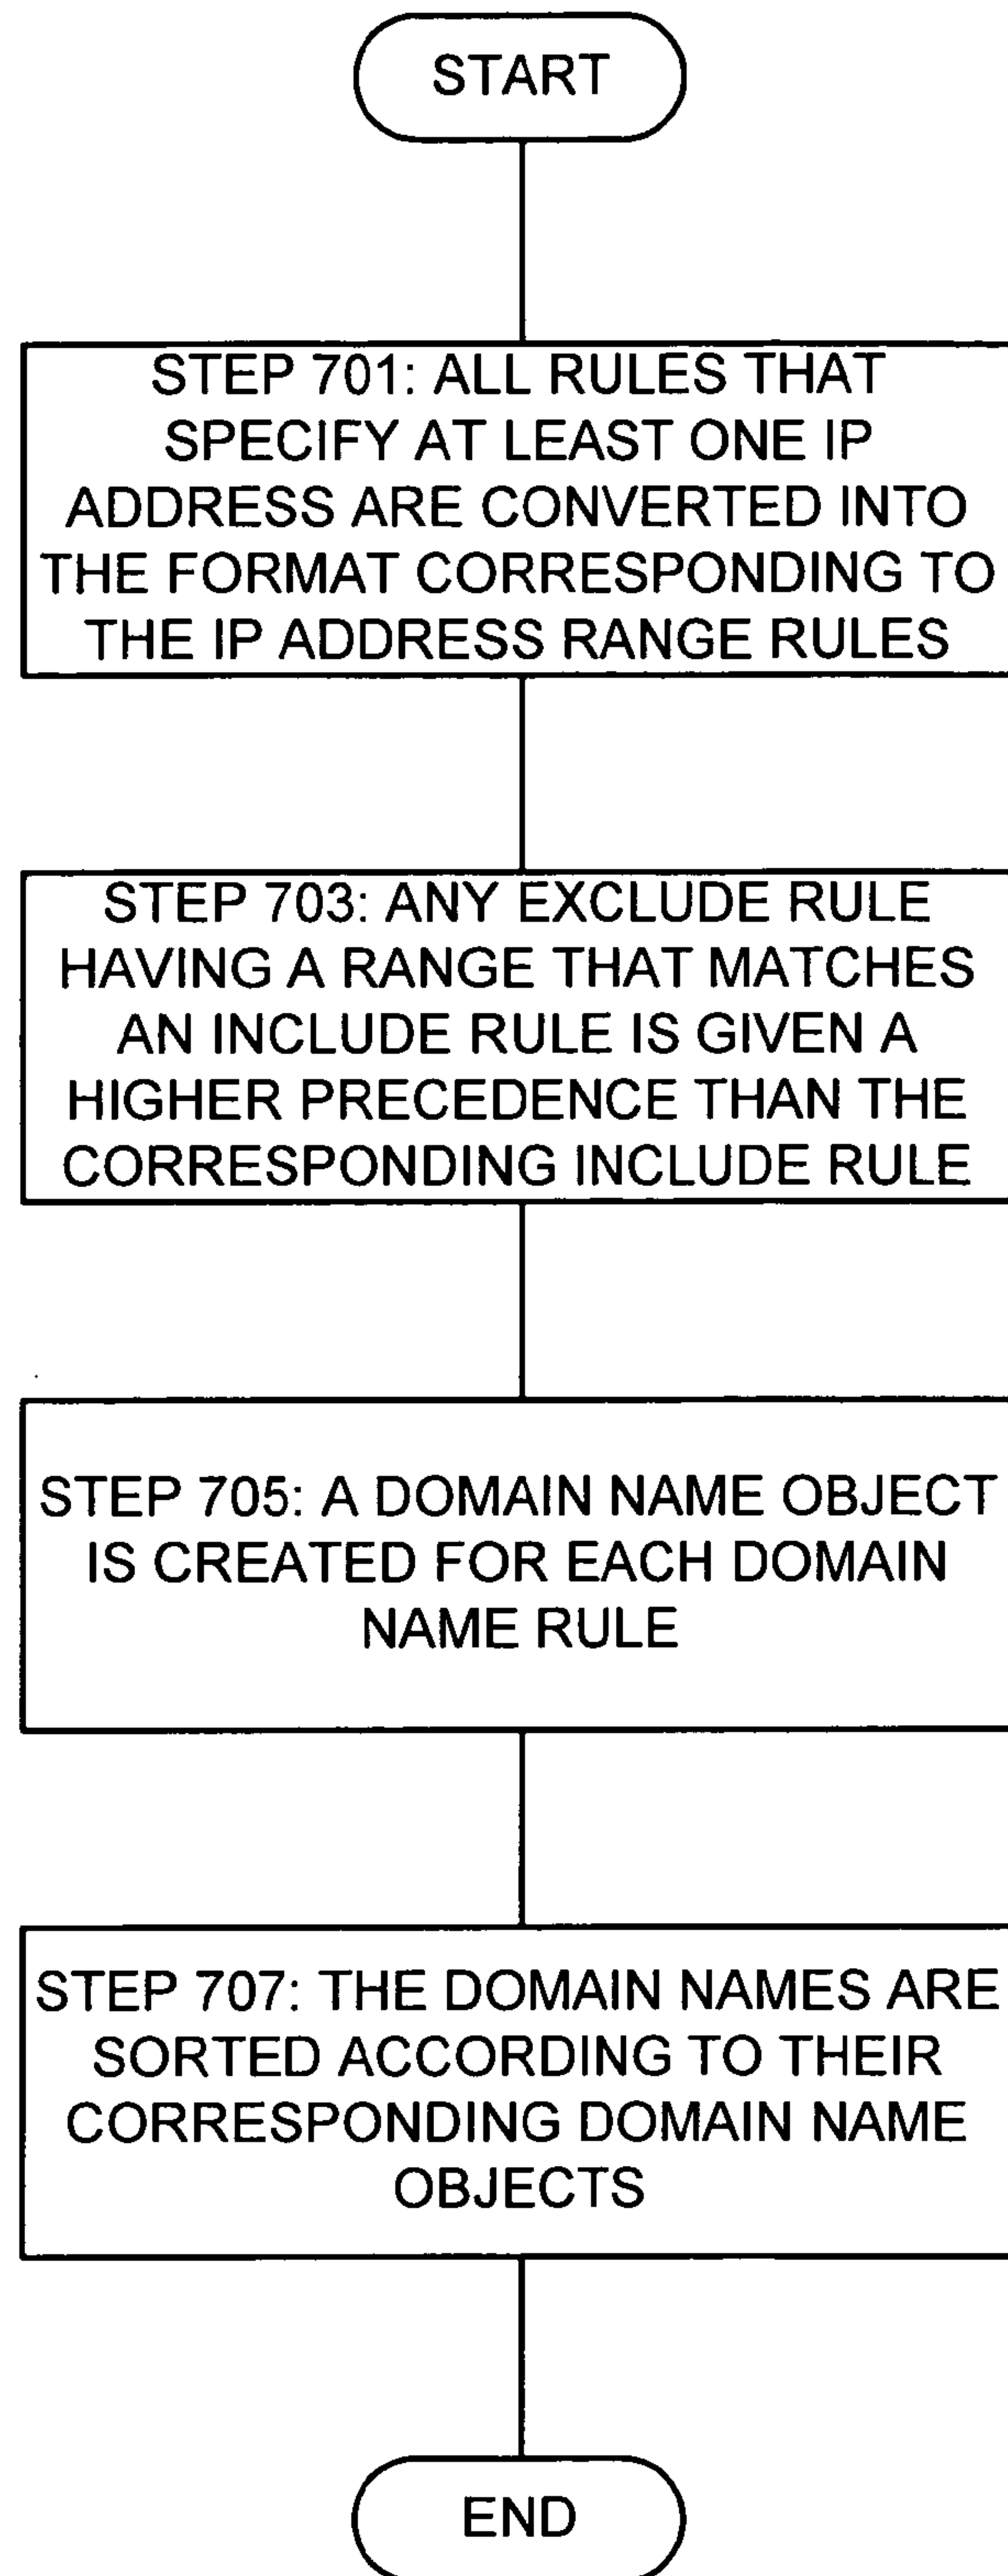 START
STEP 701: ALL RULES THAT
SPECIFY AT LEAST ONE IP
ADDRESS ARE CONVERTED INTO
THE FORMAT CORRESPONDING TO
THE IP ADDRESS RANGE RULES
STEP 703: ANY EXCLUDE RULE
HAVING A RANGE THAT MATCHES
AN INCLUDE RULE IS GIVEN A
HIGHER PRECEDENCE THAN THE
CORRESPONDING INCLUDE RULE
STEP 705: A DOMAIN NAME OBJECT
IS CREATED FOR EACH DOMAIN
NAME RULE
STEP 707: THE DOMAIN NAMES ARE
SORTED ACCORDING TO THEIR
CORRESPONDING DOMAIN NAME
OBJECTS
END